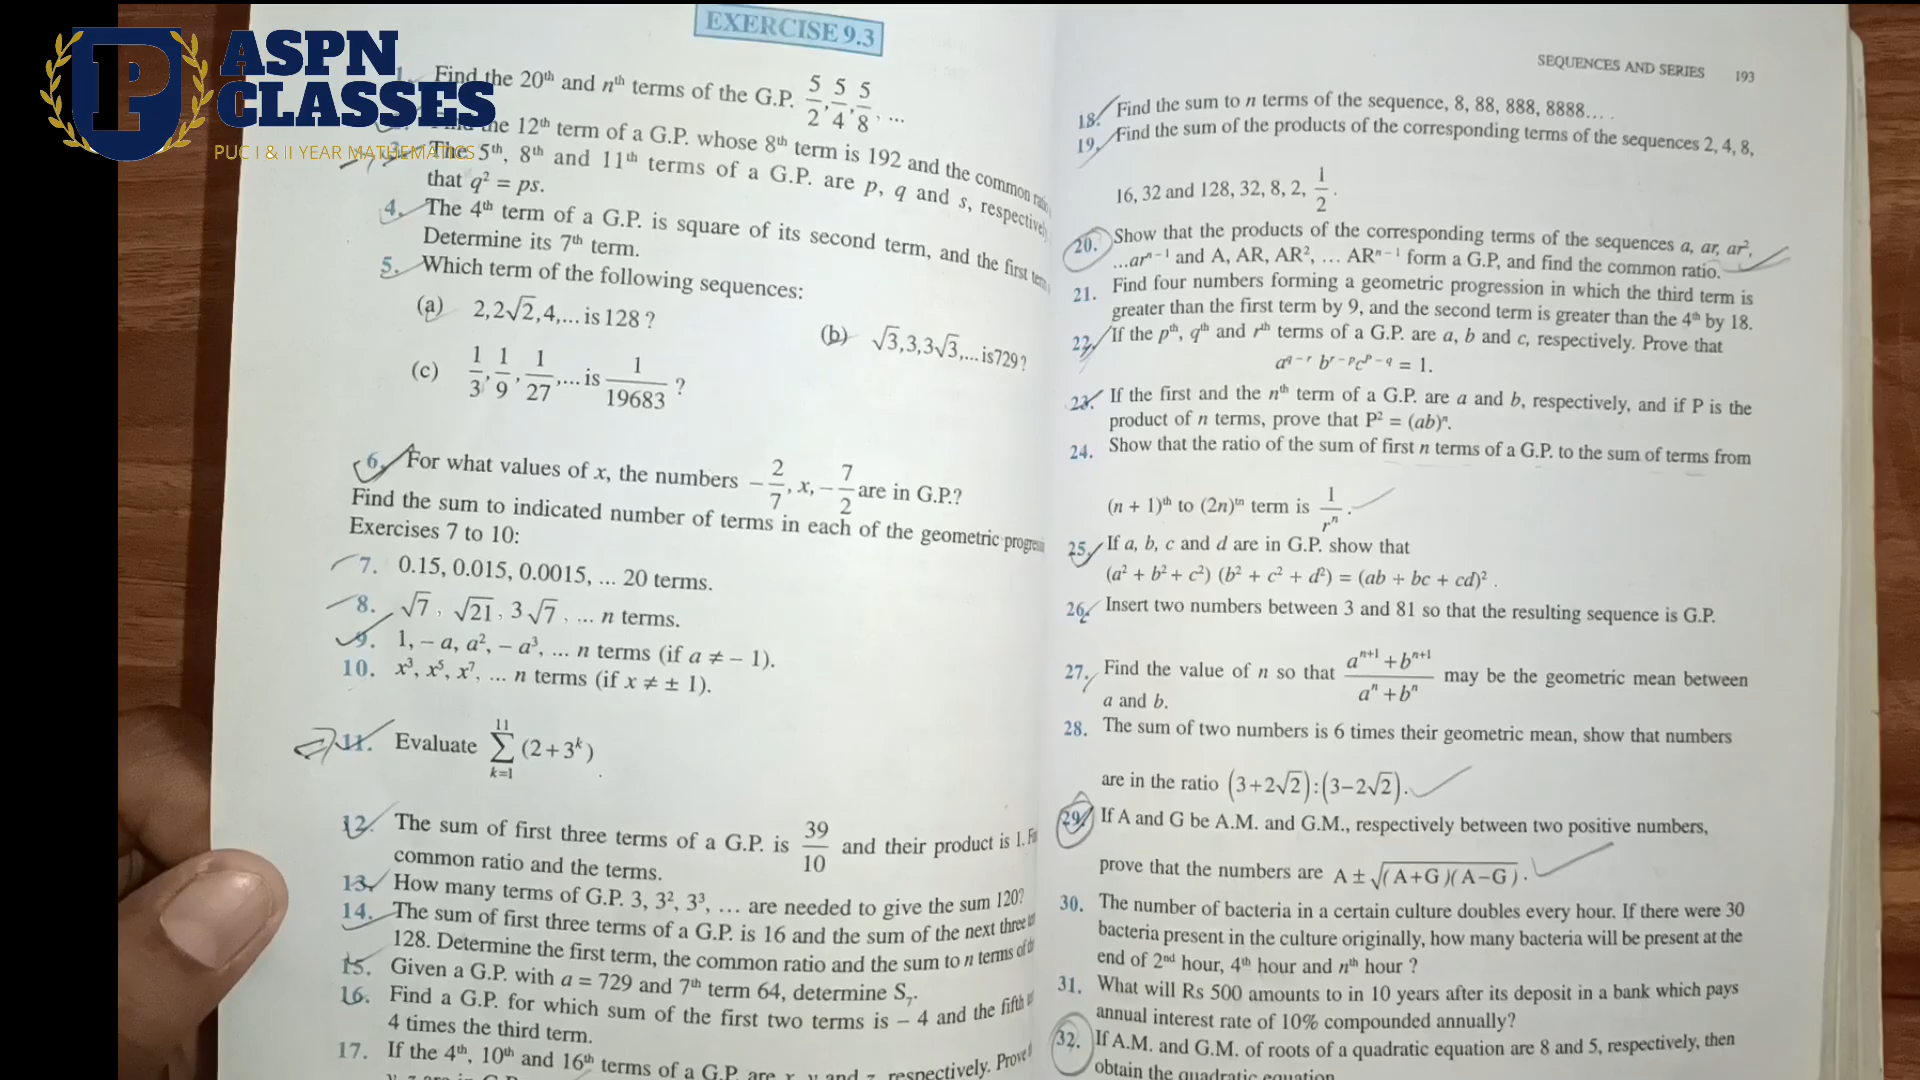 ASPN
CLASSES
PUC I & II YEAR MATHEMATICS
EXERCISE 9.3
Find the 20th and nth terms of the G.P. 5/2, 5/4, 5/8, ...
the 12th term of a G.P. whose 8th term is 192 and the common
3. The 5th, 8th and 11th terms of a G.P. are p, q and s,
that q² = ps.
4. The 4th term of a G.P. is square of its second term, and the first
Determine its 7th term.
5. Which term of the following sequences:
(a) 2, 2√2, 4,... is 128 ?
(b) √3, 3, 3√3,... is 729 ?
(c) 1/3, 1/9, 1/27,... is 1/19683 ?
6. For what values of x, the numbers −2/7, x, −7/2 are in G.P.?
Find the sum to indicated number of terms in each of the geometric
Exercises 7 to 10:
7. 0.15, 0.015, 0.0015, ... 20 terms.
8. √7, √21, 3√7, ... n terms.
9. 1, − a, a², − a³, ... n terms (if a ≠ − 1).
10. x³, x⁵, x⁷, ... n terms (if x ≠ ± 1).
11. Evaluate ∑ k=1 11 (2+3ᵏ)
12. The sum of first three terms of a G.P. is 39/10 and their product is 1.
common ratio and the terms.
13. How many terms of G.P. 3, 3², 3³, ... are needed to give the sum 120?
14. The sum of first three terms of a G.P. is 16 and the sum of the next three
128. Determine the first term, the common ratio and the sum to n terms of
15. Given a G.P. with a = 729 and 7th term 64, determine S₇.
16. Find a G.P. for which sum of the first two terms is − 4 and the fifth
4 times the third term.
17. If the 4th, 10th and 16th terms of a G.P. are x, y and z, respectively.
SEQUENCES AND SERIES 193
18. Find the sum to n terms of the sequence, 8, 88, 888, 8888... .
19. Find the sum of the products of the corresponding terms of the sequences 2, 4, 8,
16, 32 and 128, 32, 8, 2, 1/2.
20. Show that the products of the corresponding terms of the sequences a, ar, ar²,
...arⁿ⁻¹ and A, AR, AR², ... ARⁿ⁻¹ form a G.P, and find the common ratio.
21. Find four numbers forming a geometric progression in which the third term is
greater than the first term by 9, and the second term is greater than the 4th by 18.
22. If the pth, qth and rth terms of a G.P. are a, b and c, respectively. Prove that
a^(q − r) b^(r − p) c^(p − q) = 1.
23. If the first and the nth term of a G.P. are a and b, respectively, and if P is the
product of n terms, prove that P² = (ab)ⁿ.
24. Show that the ratio of the sum of first n terms of a G.P. to the sum of terms from
(n + 1)th to (2n)th term is 1/rⁿ.
25. If a, b, c and d are in G.P. show that
(a² + b² + c²) (b² + c² + d²) = (ab + bc + cd)² .
26. Insert two numbers between 3 and 81 so that the resulting sequence is G.P.
27. Find the value of n so that (aⁿ⁺¹ + bⁿ⁺¹)/(aⁿ + bⁿ) may be the geometric mean between
a and b.
28. The sum of two numbers is 6 times their geometric mean, show that numbers
are in the ratio (3+2√2):(3−2√2).
29. If A and G be A.M. and G.M., respectively between two positive numbers,
prove that the numbers are A ± √(A+G)(A−G).
30. The number of bacteria in a certain culture doubles every hour. If there were 30
bacteria present in the culture originally, how many bacteria will be present at the
end of 2nd hour, 4th hour and nth hour ?
31. What will Rs 500 amounts to in 10 years after its deposit in a bank which pays
annual interest rate of 10% compounded annually?
32. If A.M. and G.M. of roots of a quadratic equation are 8 and 5, respectively, then
obtain the quadratic equation